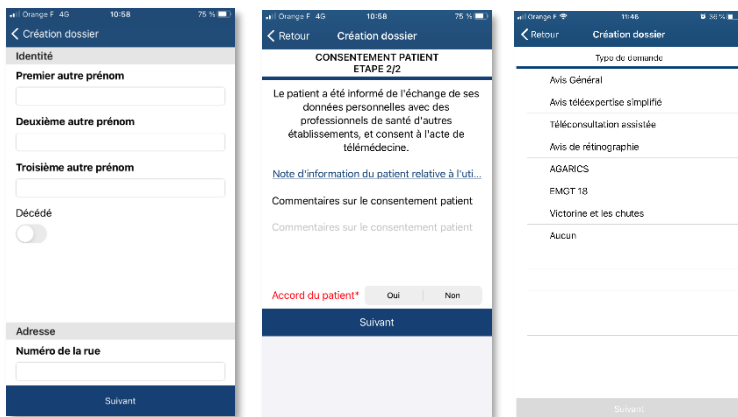 Orange F 4G 10:58 75 %
Création dossier
Identité
Premier autre prénom
Deuxième autre prénom
Troisième autre prénom
Décédé
Adresse
Numéro de la rue
Suivant
Orange F 4G 10:58 75 %
Retour Création dossier
CONSENTEMENT PATIENT
ETAPE 2/2
Le patient a été informé de l'échange de ses
données personnelles avec des
professionnels de santé d'autres
établissements, et consent à l'acte de
télémédecine.
Note d'information du patient relative à l'uti...
Commentaires sur le consentement patient
Commentaires sur le consentement patient
Accord du patient* Oui Non
Suivant
Orange F 11:46 36 %
Retour Création dossier
Type de demande
Avis Général
Avis téléexpertise simplifié
Téléconsultation assistée
Avis de rétinographie
AGARICS
EMGT 18
Victorine et les chutes
Aucun
Suivant